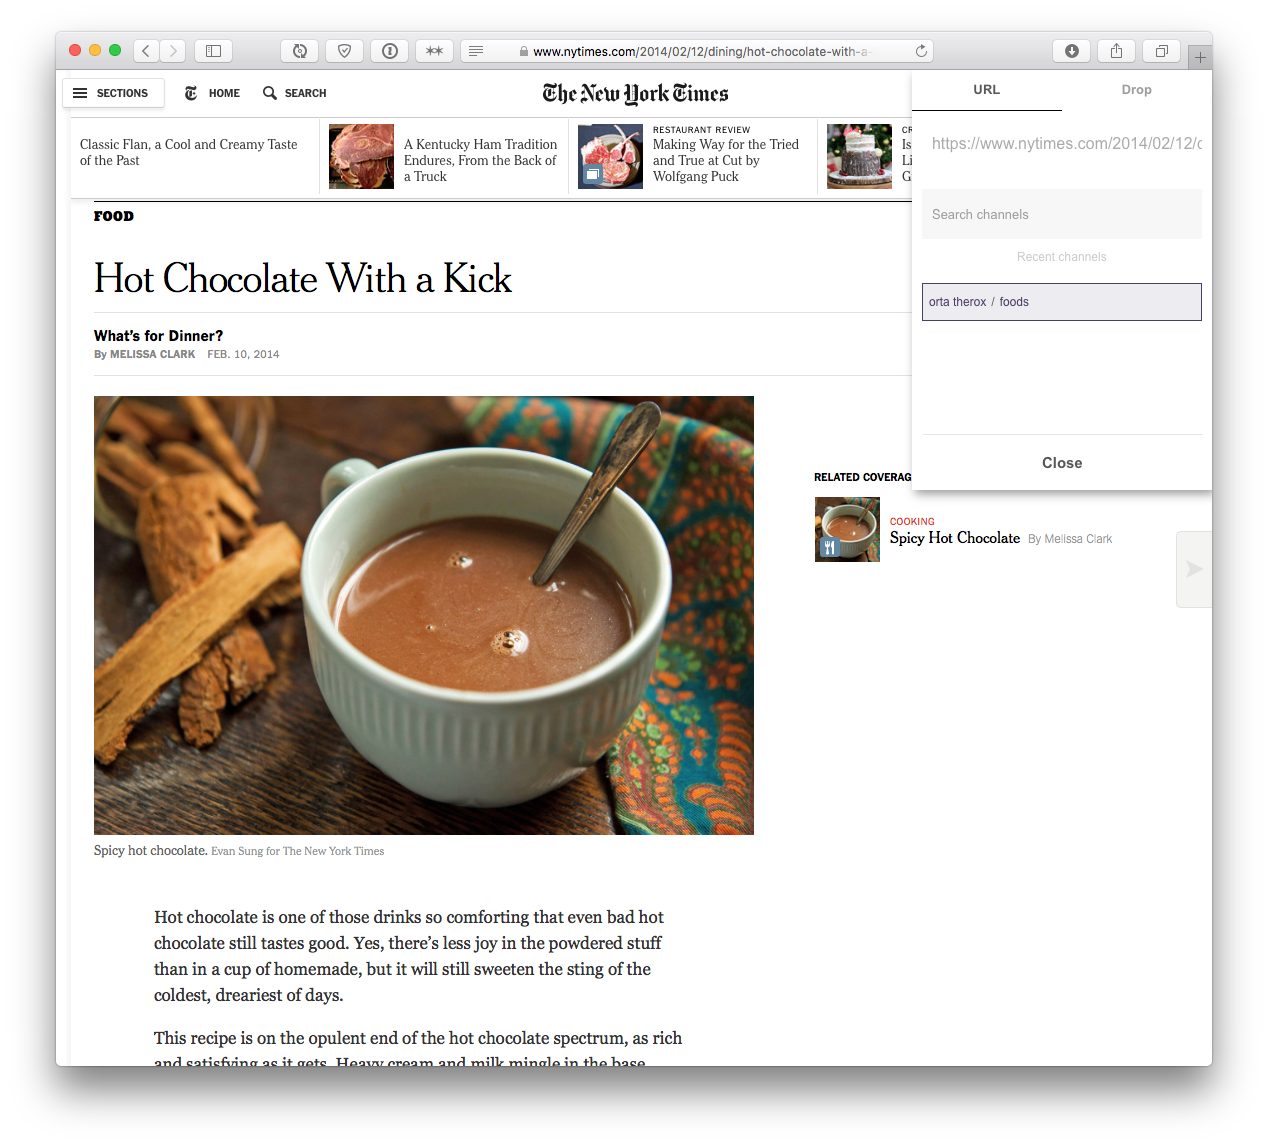 www.nytimes.com/2014/02/12/dining/hot-chocolate-with-a-
SECTIONS
HOME
SEARCH
The New York Times
URL
Drop
https://www.nytimes.com/2014/02/12/d
Search channels
Recent channels
orta therox / foods
Close
Classic Flan, a Cool and Creamy Taste
of the Past
A Kentucky Ham Tradition
Endures, From the Back of
a Truck
RESTAURANT REVIEW
Making Way for the Tried
and True at Cut by
Wolfgang Puck
FOOD
Hot Chocolate With a Kick
What's for Dinner?
By MELISSA CLARK FEB. 10, 2014
RELATED COVERAG
COOKING
Spicy Hot Chocolate By Melissa Clark
Spicy hot chocolate. Evan Sung for The New York Times
Hot chocolate is one of those drinks so comforting that even bad hot
chocolate still tastes good. Yes, there's less joy in the powdered stuff
than in a cup of homemade, but it will still sweeten the sting of the
coldest, dreariest of days.
This recipe is on the opulent end of the hot chocolate spectrum, as rich
and satisfying as it gets. Heavy cream and milk mingle in the base